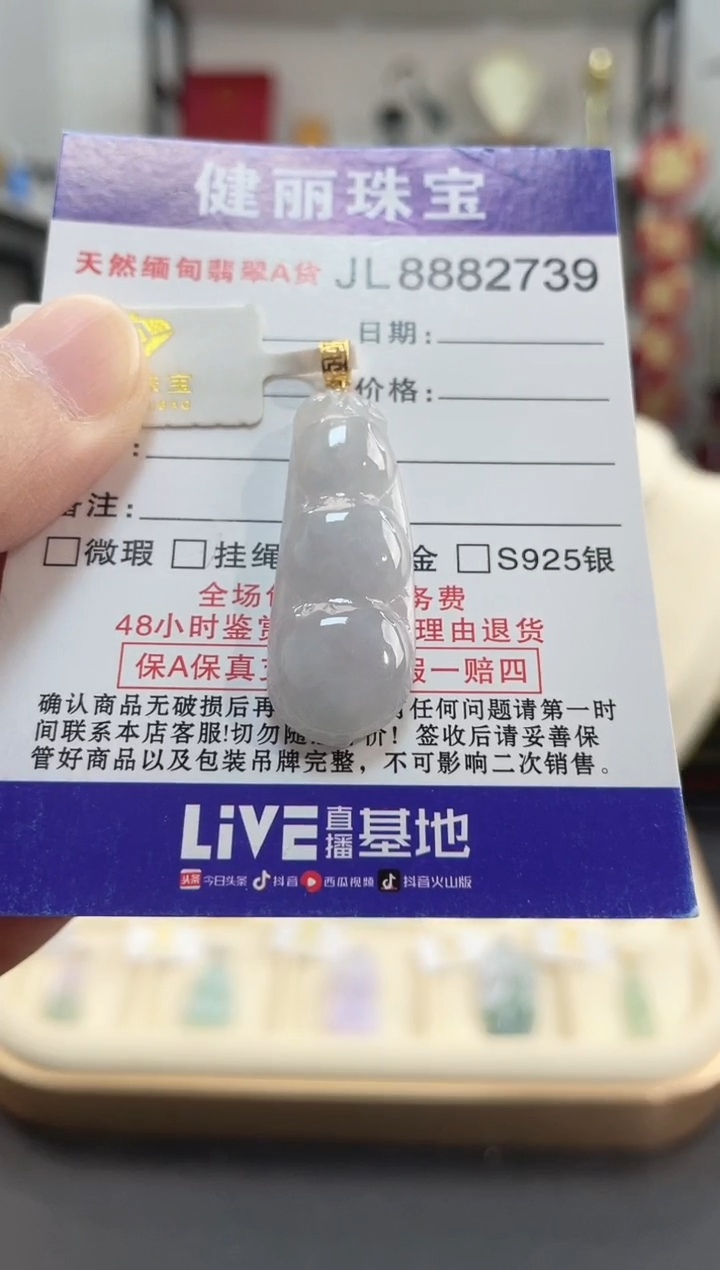 健丽珠宝
天然缅甸翡翠A货 JL8882739
日期:
价格:
备注:
微瑕 挂绳 金 S925银
全场 务费
48小时鉴赏 理由退货
保A保真 假一赔四
确认商品无破损后再 任何问题请第一时
间联系本店客服!切勿随 价! 签收后请妥善保
管好商品以及包装吊牌完整，不可影响二次销售。
LiVE 直播 基地
头条 今日头条 抖音 西瓜视频 抖音火山版